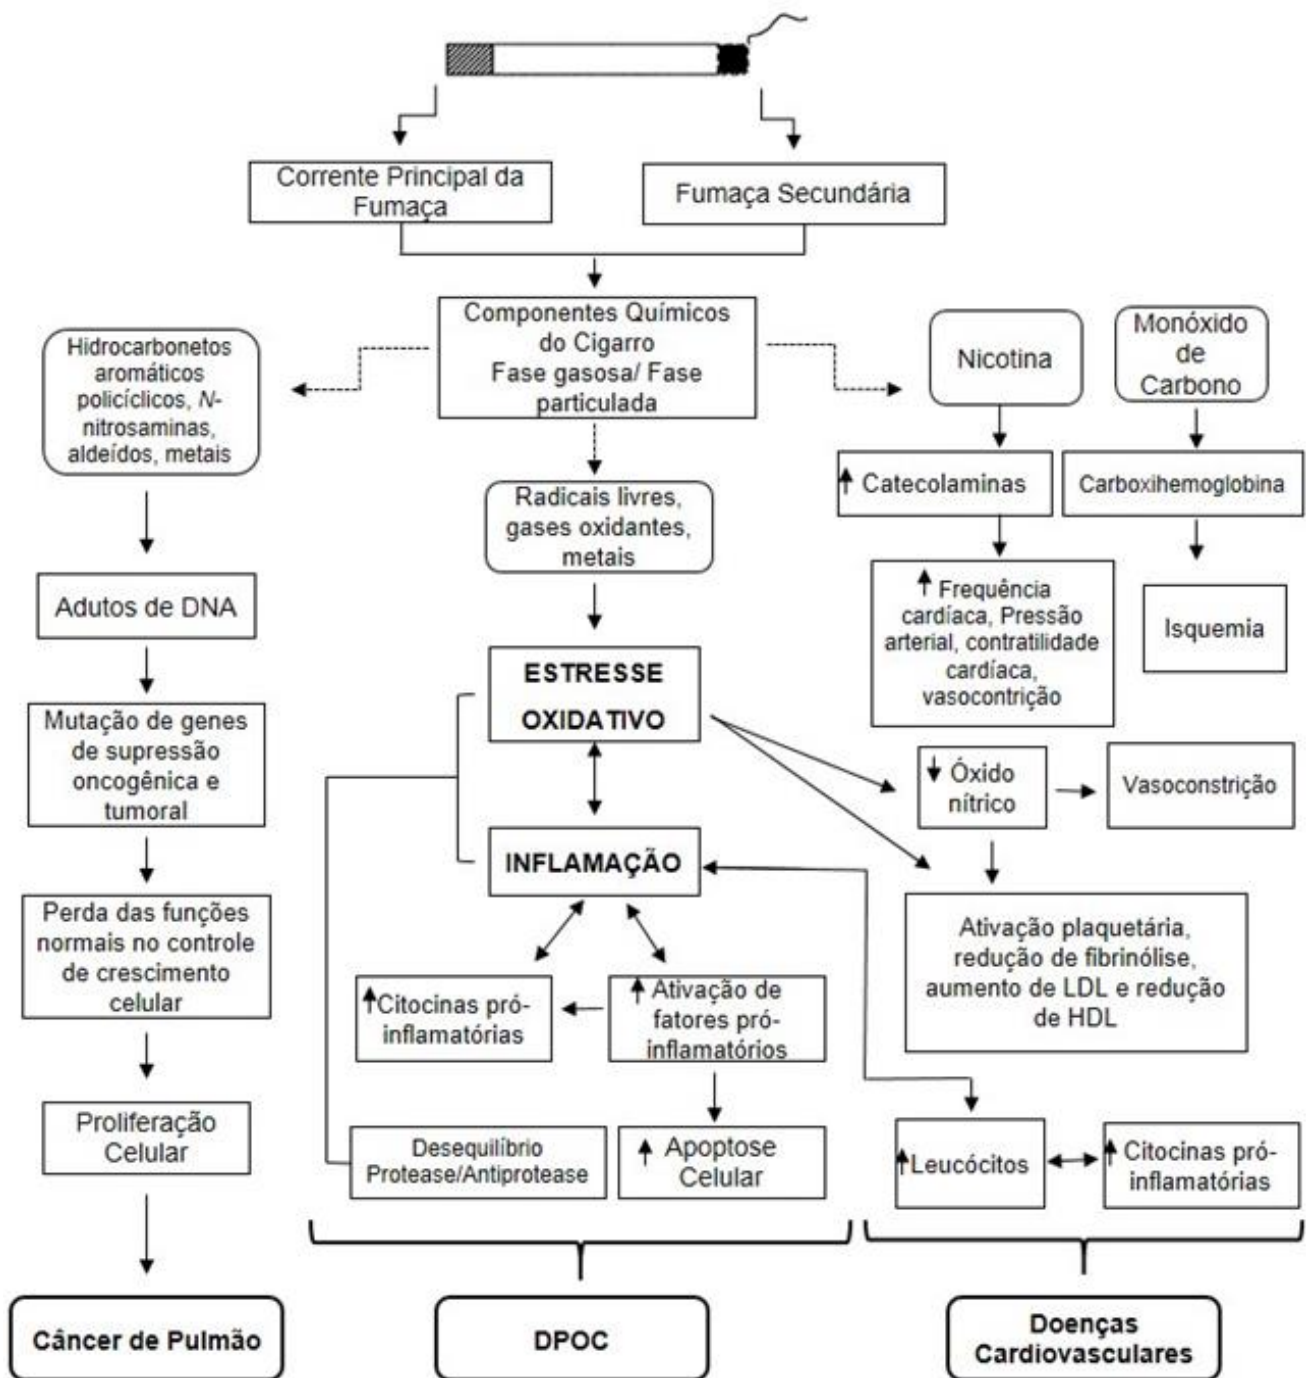 Corrente Principal da
Fumaça
Fumaça Secundária
Componentes Químicos
do Cigarro
Fase gasosa/ Fase
particulada
Hidrocarbonetos
aromáticos
policíclicos, N-
nitrosaminas,
aldeídos, metais
Nicotina
Monóxido
de
Carbono
Radicais livres,
gases oxidantes,
metais
Catecolaminas
Carboxihemoglobina
Adutos de DNA
Frequência
cardíaca, Pressão
arterial, contratilidade
cardíaca,
vasocontrição
Isquemia
ESTRESSE
OXIDATIVO
Mutação de genes
de supressão
oncogênica e
tumoral
Óxido
nítrico
Vasoconstrição
INFLAMAÇÃO
Perda das funções
normais no controle
de crescimento
celular
Ativação plaquetária,
redução de fibrinólise,
aumento de LDL e redução
de HDL
Citocinas pró-
inflamatórias
Ativação de
fatores pró-
inflamatórios
Proliferação
Celular
Desequilíbrio
Protease/Antiprotease
Apoptose
Celular
Leucócitos
Citocinas pró-
inflamatórias
Câncer de Pulmão
DPOC
Doenças
Cardiovasculares